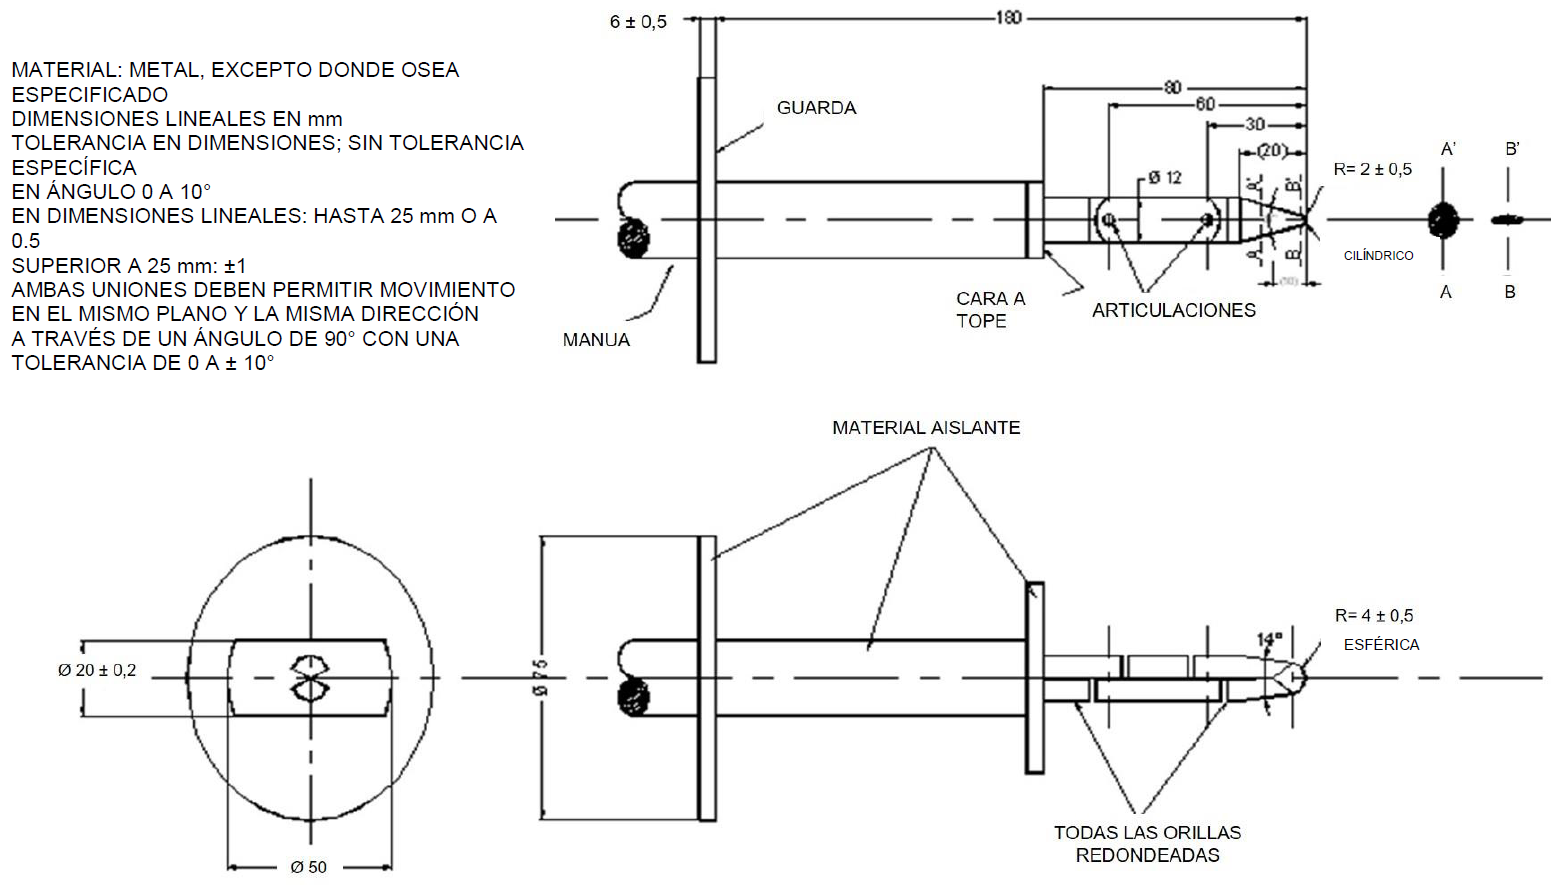 MATERIAL: METAL, EXCEPTO DONDE OSEA
ESPECIFICADO
DIMENSIONES LINEALES EN mm
TOLERANCIA EN DIMENSIONES; SIN TOLERANCIA
ESPECÍFICA
EN ÁNGULO 0 A 10°
EN DIMENSIONES LINEALES: HASTA 25 mm O A
0.5
SUPERIOR A 25 mm: ±1
AMBAS UNIONES DEBEN PERMITIR MOVIMIENTO
EN EL MISMO PLANO Y LA MISMA DIRECCIÓN
A TRAVÉS DE UN ÁNGULO DE 90° CON UNA
TOLERANCIA DE 0 A ± 10°
6 ± 0,5
180
80
60
30
(20)
GUARDA
Ø 12
A' B'
R= 2 ± 0,5
A' B'
CILÍNDRICO
A B
A B
CARA A
TOPE
ARTICULACIONES
MANUA
MATERIAL AISLANTE
Ø 20 ± 0,2
Ø 75
14°
R= 4 ± 0,5
ESFÉRICA
TODAS LAS ORILLAS
REDONDEADAS
Ø 50